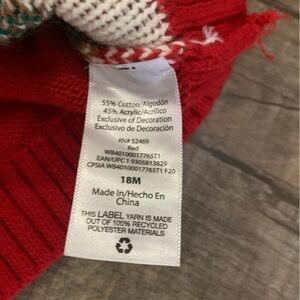 55% Cotton/Algodón
45% Acrylic/Acrílico
Exclusive of Decoration
Exclusivo de Decoración
RN# 52469
Red
WB40100017765T1
EAN/UPC 1 9305813829
CPSIA WB40100017765T1 F20
18M
Made In/Hecho En
China
THIS LABEL YARN IS MADE
OUT OF 100% RECYCLED
POLYESTER MATERIALS